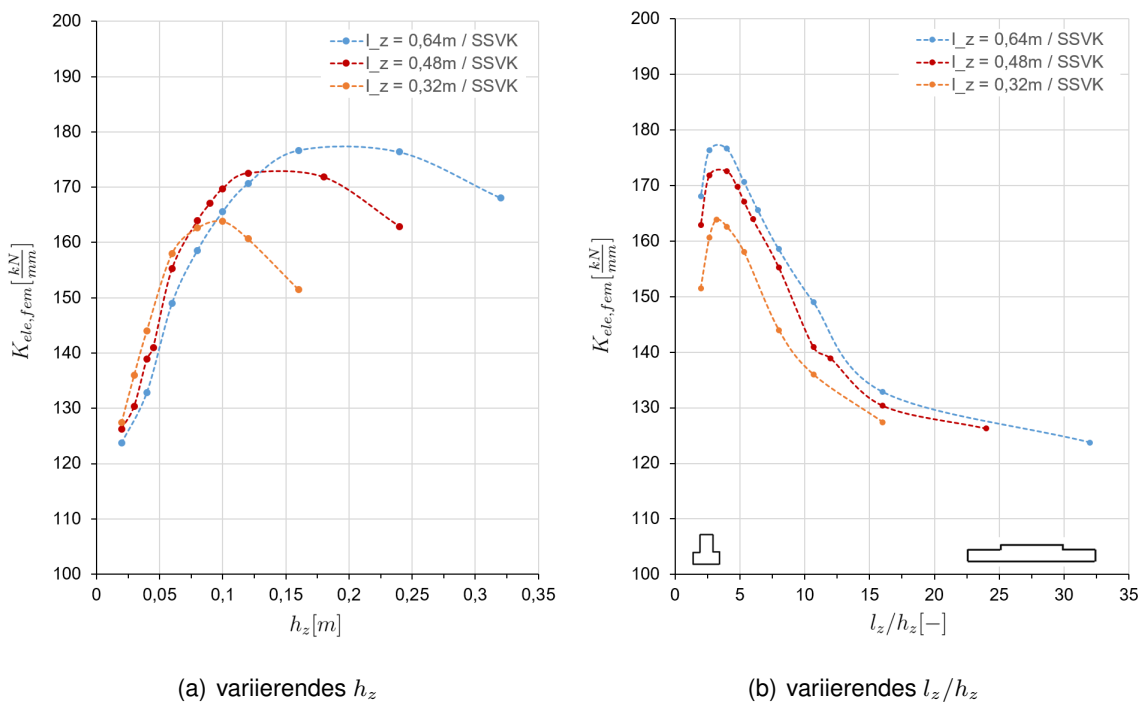 200
190
180
170
160
150
140
130
120
110
100
K_{ele,fem}[\frac{kN}{mm}]
l_z = 0,64m / SSVK
l_z = 0,48m / SSVK
l_z = 0,32m / SSVK
0 0,05 0,1 0,15 0,2 0,25 0,3 0,35
h_z[m]
(a) variierendes h_z
200
190
180
170
160
150
140
130
120
110
100
K_{ele,fem}[\frac{kN}{mm}]
l_z = 0,64m / SSVK
l_z = 0,48m / SSVK
l_z = 0,32m / SSVK
0 5 10 15 20 25 30 35
l_z/h_z[−]
(b) variierendes l_z/h_z